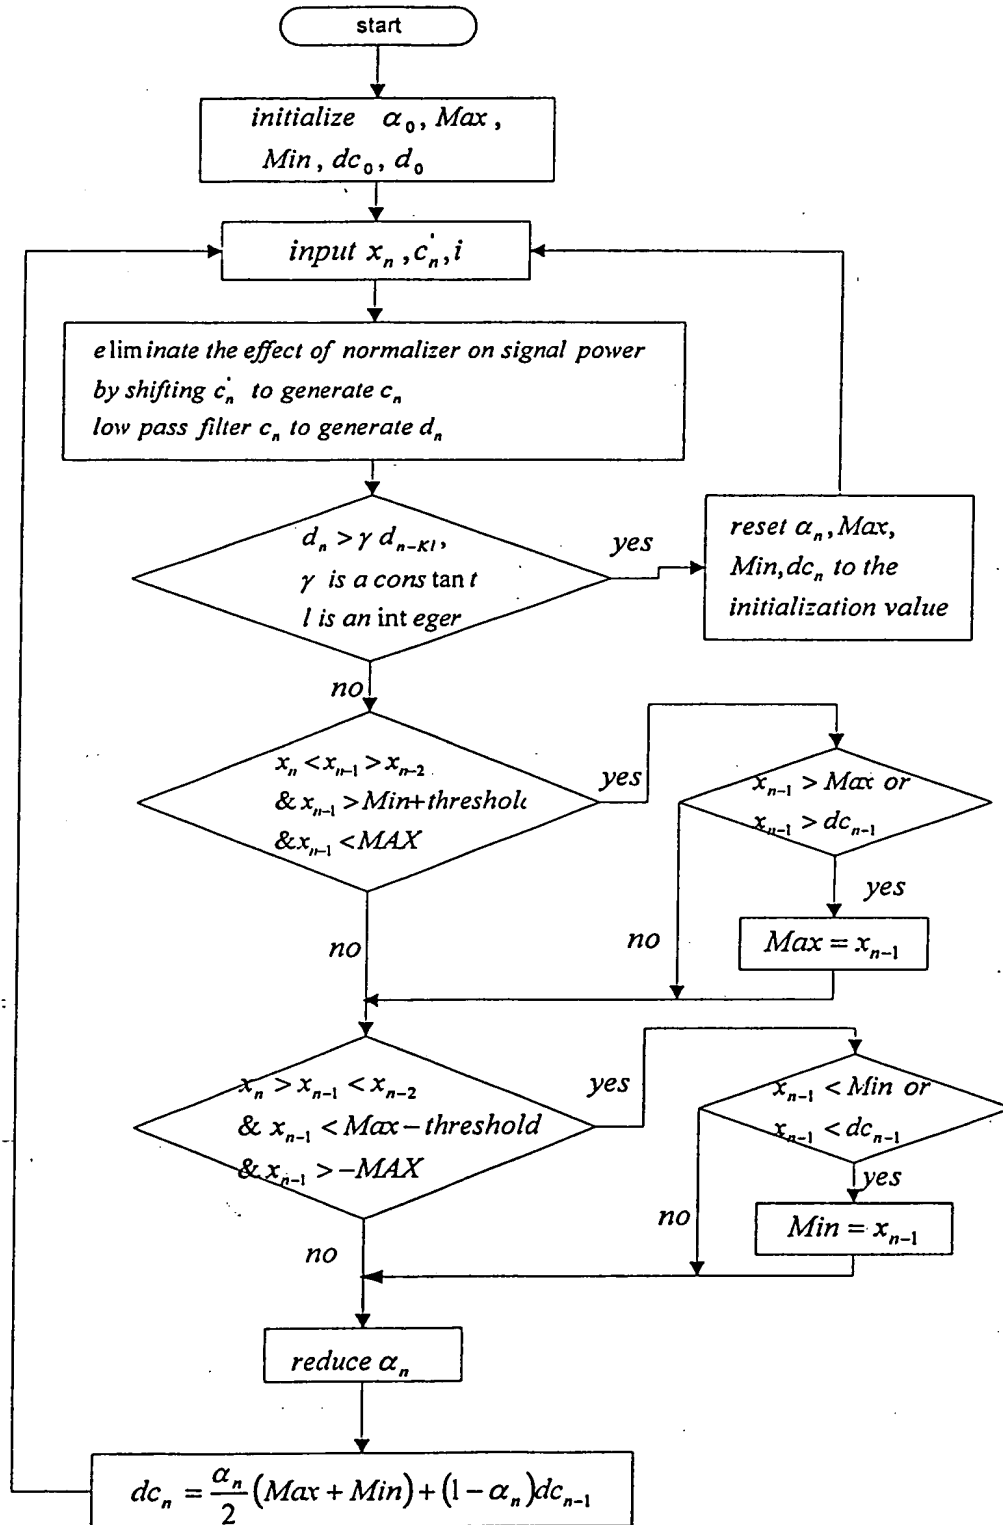 start
initialize α₀, Max,
Min, dc₀, d₀
input xₙ, c'ₙ, i
eliminate the effect of normalizer on signal power
by shifting c'ₙ to generate cₙ
low pass filter cₙ to generate dₙ
dₙ > γ dₙ₋ₖₗ,
γ is a cons tan t
l is an int eger
yes
reset αₙ, Max,
Min, dcₙ to the
initialization value
no
xₙ < xₙ₋₁ > xₙ₋₂
& xₙ₋₁ > Min+threshold
& xₙ₋₁ < MAX
yes
xₙ₋₁ > Max or
xₙ₋₁ > dcₙ₋₁
yes
no
no
Max = xₙ₋₁
xₙ > xₙ₋₁ < xₙ₋₂
& xₙ₋₁ < Max − threshold
& xₙ₋₁ > −MAX
yes
xₙ₋₁ < Min or
xₙ₋₁ < dcₙ₋₁
yes
no
no
Min = xₙ₋₁
reduce αₙ
dcₙ = αₙ/2 (Max + Min) + (1 − αₙ)dcₙ₋₁